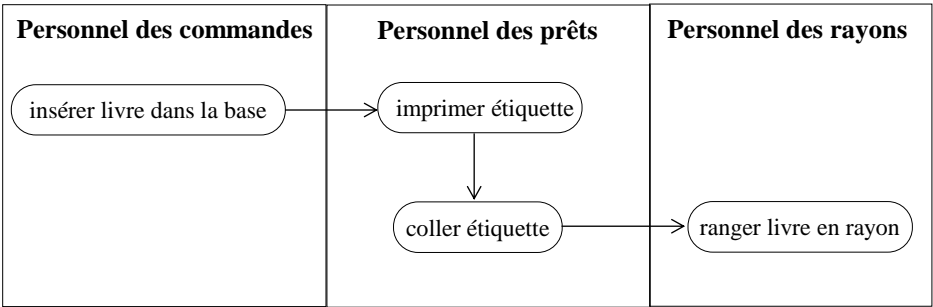 Personnel des commandes
Personnel des prêts
Personnel des rayons
insérer livre dans la base
imprimer étiquette
coller étiquette
ranger livre en rayon